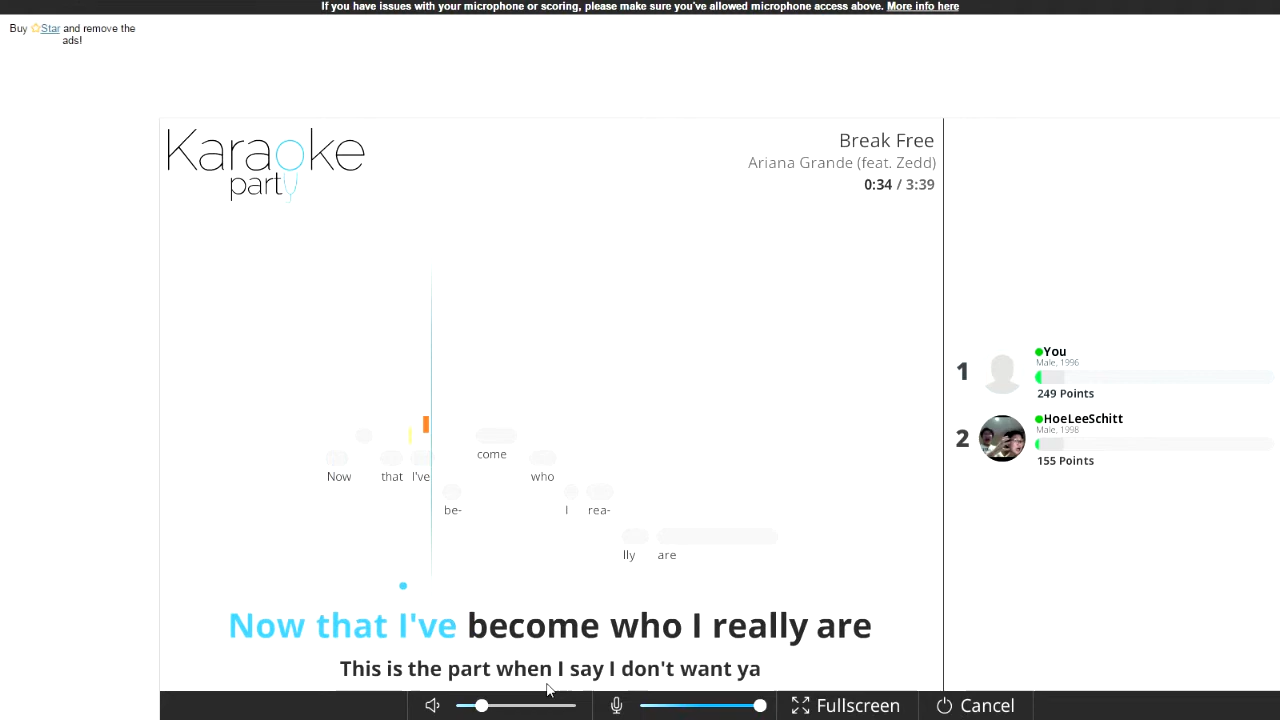 If you have issues with your microphone or scoring, please make sure you've allowed microphone access above. More info here
Buy Star and remove the
ads!
Karaoke
party
Break Free
Ariana Grande (feat. Zedd)
0:34 / 3:39
come
Now that I've who
be- I rea-
lly are
1
You
Male, 1996
249 Points
2
HoeLeeSchitt
Male, 1998
155 Points
Now that I've become who I really are
This is the part when I say I don't want ya
Fullscreen Cancel